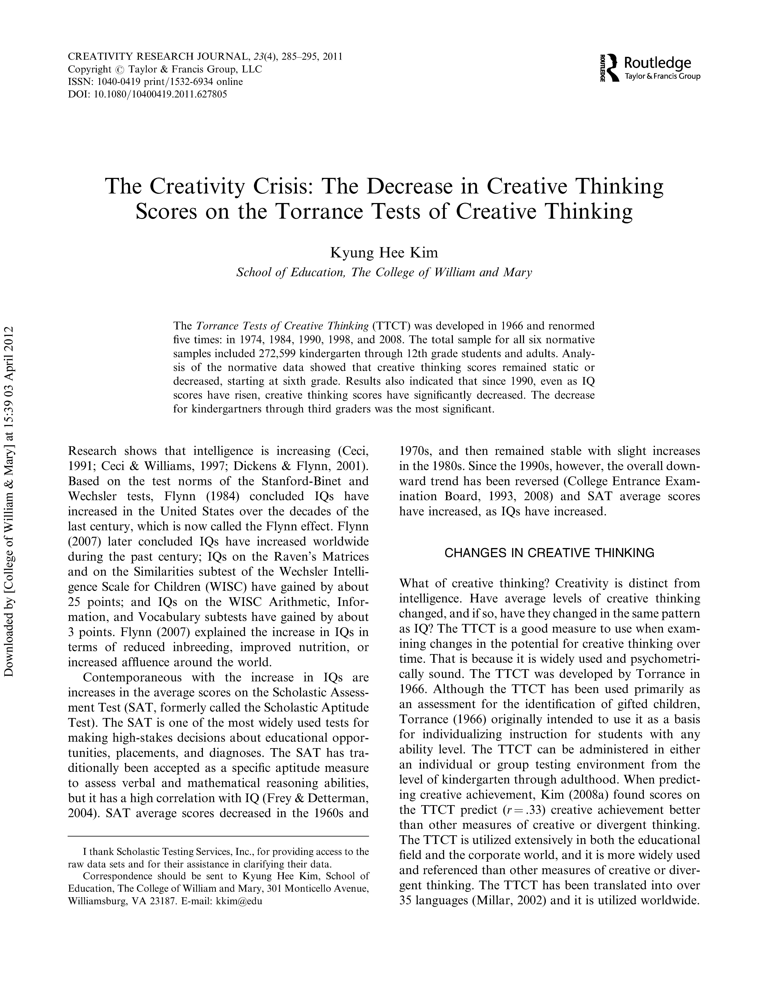 CREATIVITY RESEARCH JOURNAL, 23(4), 285–295, 2011
Copyright © Taylor & Francis Group, LLC
ISSN: 1040-0419 print/1532-6934 online
DOI: 10.1080/10400419.2011.627805
ROUTLEDGE
Routledge
Taylor & Francis Group
The Creativity Crisis: The Decrease in Creative Thinking
Scores on the Torrance Tests of Creative Thinking
Kyung Hee Kim
School of Education, The College of William and Mary
The Torrance Tests of Creative Thinking (TTCT) was developed in 1966 and renormed
five times: in 1974, 1984, 1990, 1998, and 2008. The total sample for all six normative
samples included 272,599 kindergarten through 12th grade students and adults. Analy-
sis of the normative data showed that creative thinking scores remained static or
decreased, starting at sixth grade. Results also indicated that since 1990, even as IQ
scores have risen, creative thinking scores have significantly decreased. The decrease
for kindergartners through third graders was the most significant.
Research shows that intelligence is increasing (Ceci,
1991; Ceci & Williams, 1997; Dickens & Flynn, 2001).
Based on the test norms of the Stanford-Binet and
Wechsler tests, Flynn (1984) concluded IQs have
increased in the United States over the decades of the
last century, which is now called the Flynn effect. Flynn
(2007) later concluded IQs have increased worldwide
during the past century; IQs on the Raven's Matrices
and on the Similarities subtest of the Wechsler Intelli-
gence Scale for Children (WISC) have gained by about
25 points; and IQs on the WISC Arithmetic, Infor-
mation, and Vocabulary subtests have gained by about
3 points. Flynn (2007) explained the increase in IQs in
terms of reduced inbreeding, improved nutrition, or
increased affluence around the world.
Contemporaneous with the increase in IQs are
increases in the average scores on the Scholastic Assess-
ment Test (SAT, formerly called the Scholastic Aptitude
Test). The SAT is one of the most widely used tests for
making high-stakes decisions about educational oppor-
tunities, placements, and diagnoses. The SAT has tra-
ditionally been accepted as a specific aptitude measure
to assess verbal and mathematical reasoning abilities,
but it has a high correlation with IQ (Frey & Detterman,
2004). SAT average scores decreased in the 1960s and
I thank Scholastic Testing Services, Inc., for providing access to the
raw data sets and for their assistance in clarifying their data.
Correspondence should be sent to Kyung Hee Kim, School of
Education, The College of William and Mary, 301 Monticello Avenue,
Williamsburg, VA 23187. E-mail: kkim@edu
1970s, and then remained stable with slight increases
in the 1980s. Since the 1990s, however, the overall down-
ward trend has been reversed (College Entrance Exam-
ination Board, 1993, 2008) and SAT average scores
have increased, as IQs have increased.
CHANGES IN CREATIVE THINKING
What of creative thinking? Creativity is distinct from
intelligence. Have average levels of creative thinking
changed, and if so, have they changed in the same pattern
as IQ? The TTCT is a good measure to use when exam-
ining changes in the potential for creative thinking over
time. That is because it is widely used and psychometri-
cally sound. The TTCT was developed by Torrance in
1966. Although the TTCT has been used primarily as
an assessment for the identification of gifted children,
Torrance (1966) originally intended to use it as a basis
for individualizing instruction for students with any
ability level. The TTCT can be administered in either
an individual or group testing environment from the
level of kindergarten through adulthood. When predict-
ing creative achievement, Kim (2008a) found scores on
the TTCT predict (r = .33) creative achievement better
than other measures of creative or divergent thinking.
The TTCT is utilized extensively in both the educational
field and the corporate world, and it is more widely used
and referenced than other measures of creative or diver-
gent thinking. The TTCT has been translated into over
35 languages (Millar, 2002) and it is utilized worldwide.
Downloaded by [College of William & Mary] at 15:39 03 April 2012